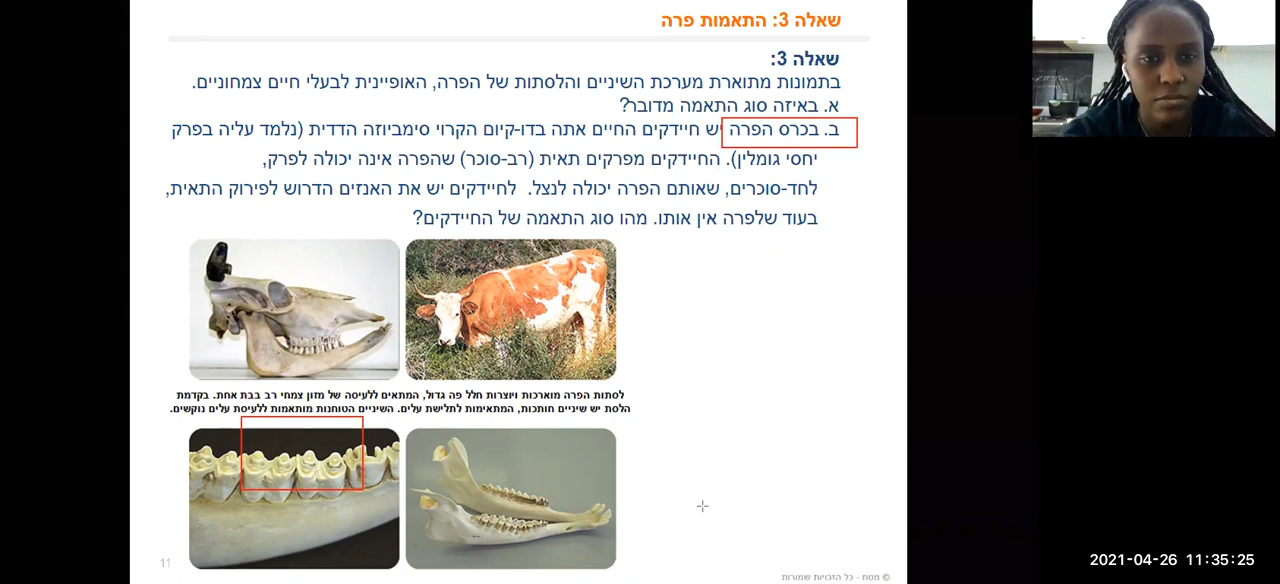 שאלה 3: התאמות פרה
שאלה 3:
בתמונות מתוארת מערכת השיניים והלסתות של הפרה, האופיינית לבעלי חיים צמחוניים.
א. באיזה סוג התאמה מדובר?
ב. בכרס הפרה יש חיידקים החיים אתה בדו-קיום הקרוי סימביוזה הדדית (נלמד עליה בפרק
יחסי גומלין). החיידקים מפרקים תאית (רב-סוכר) שהפרה אינה יכולה לפרק,
לחד-סוכרים, שאותם הפרה יכולה לנצל. לחיידקים יש את האנזים הדרוש לפירוק התאית,
בעוד שלפרה אין אותו. מהו סוג התאמה של החיידקים?
לסתות הפרה מוארכות ויוצרות חלל פה גדול, המתאים ללעיסה של מזון צמחי רב בבת אחת. בקדמת
הלסת יש שיניים חותכות, המתאימות לתלישת עלים. השיניים הטוחנות מותאמות ללעיסת עלים נוקשים.
11
© מטח - כל הזכויות שמורות
2021-04-26 11:35:25